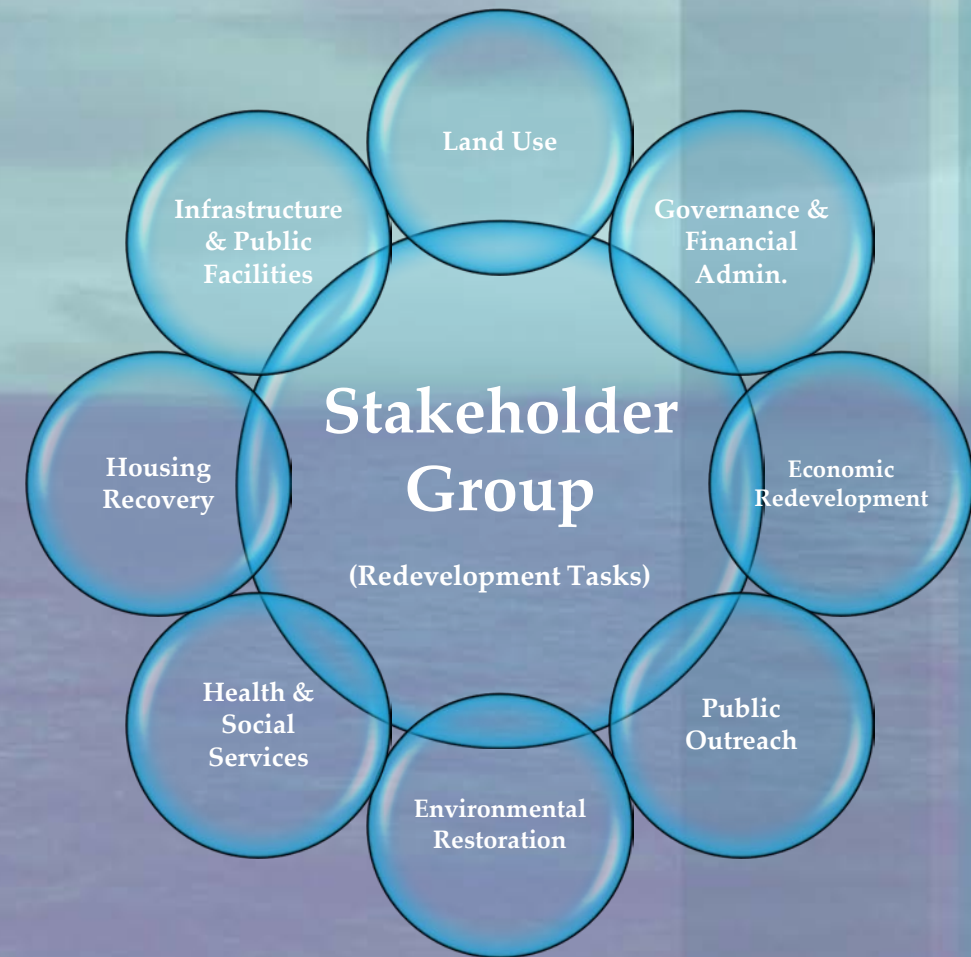 Land Use
Governance &
Financial
Admin.
Economic
Redevelopment
Public
Outreach
Environmental
Restoration
Health &
Social
Services
Housing
Recovery
Infrastructure
& Public
Facilities
Stakeholder
Group
(Redevelopment Tasks)